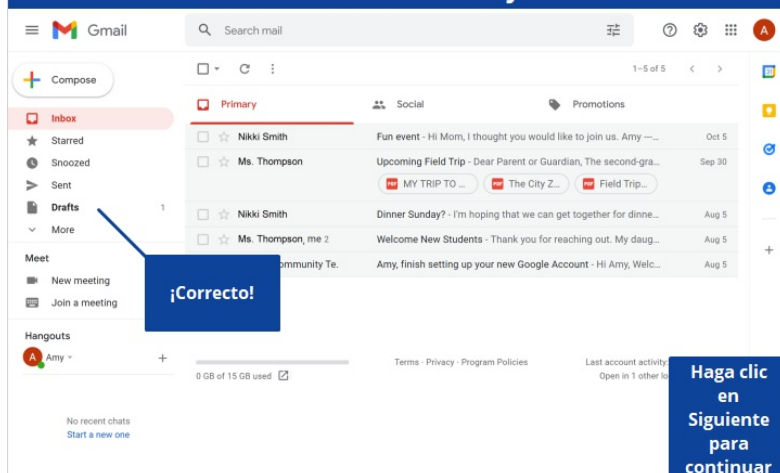 Gmail
Search mail
Compose
1–5 of 5
Primary
Social
Promotions
Inbox
Starred
Snoozed
Sent
Drafts 1
More
Nikki Smith Fun event - Hi Mom, I thought you would like to join us. Amy ---... Oct 5
Ms. Thompson Upcoming Field Trip - Dear Parent or Guardian, The second-gra... Sep 30
PDF MY TRIP TO ... PDF The City Z... PDF Field Trip...
Nikki Smith Dinner Sunday? - I'm hoping that we can get together for dinne... Aug 5
Ms. Thompson, me 2 Welcome New Students - Thank you for reaching out. My daug... Aug 5
ommunity Te. Amy, finish setting up your new Google Account - Hi Amy, Welc... Aug 5
Meet
New meeting
Join a meeting
¡Correcto!
Hangouts
A Amy
No recent chats
Start a new one
0 GB of 15 GB used
Terms · Privacy · Program Policies
Last account activity:
Open in 1 other lo
A
Haga clic
en
Siguiente
para
continuar